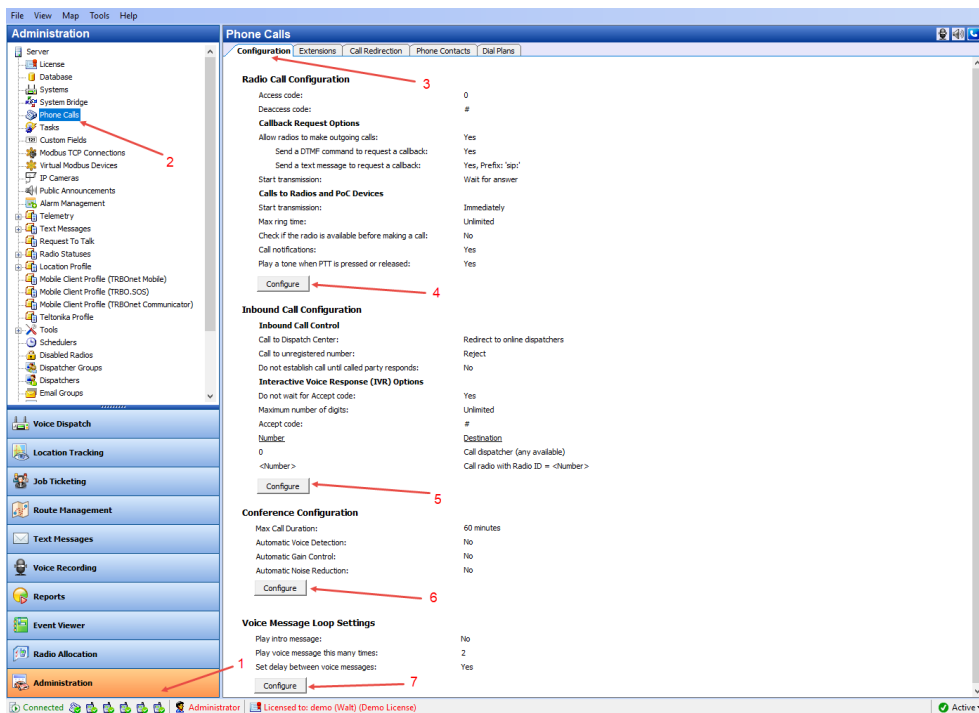 File View Map Tools Help
Administration
Server
License
Database
Systems
System Bridge
Phone Calls
Tasks
Custom Fields
Modbus TCP Connections
Virtual Modbus Devices
IP Cameras
Public Announcements
Alarm Management
Telemetry
Text Messages
Request To Talk
Radio Statuses
Location Profile
Mobile Client Profile (TRBOnet Mobile)
Mobile Client Profile (TRBO.SOS)
Mobile Client Profile (TRBOnet Communicator)
Teltonika Profile
Tools
Schedulers
Disabled Radios
Dispatcher Groups
Dispatchers
Email Groups
2
Voice Dispatch
Location Tracking
Job Ticketing
Route Management
Text Messages
Voice Recording
Reports
Event Viewer
Radio Allocation
Administration
1
Phone Calls
Configuration Extensions Call Redirection Phone Contacts Dial Plans
3
Radio Call Configuration
Access code: 0
Deaccess code: #
Callback Request Options
Allow radios to make outgoing calls: Yes
Send a DTMF command to request a callback: Yes
Send a text message to request a callback: Yes, Prefix: 'sip:'
Start transmission: Wait for answer
Calls to Radios and PoC Devices
Start transmission: Immediately
Max ring time: Unlimited
Check if the radio is available before making a call: No
Call notifications: Yes
Play a tone when PTT is pressed or released: Yes
Configure
4
Inbound Call Configuration
Inbound Call Control
Call to Dispatch Center: Redirect to online dispatchers
Call to unregistered number: Reject
Do not establish call until called party responds: No
Interactive Voice Response (IVR) Options
Do not wait for Accept code: Yes
Maximum number of digits: Unlimited
Accept code: #
Number Destination
0 Call dispatcher (any available)
<Number> Call radio with Radio ID = <Number>
Configure
5
Conference Configuration
Max Call Duration: 60 minutes
Automatic Voice Detection: No
Automatic Gain Control: No
Automatic Noise Reduction: No
Configure
6
Voice Message Loop Settings
Play intro message: No
Play voice message this many times: 2
Set delay between voice messages: Yes
Configure
7
Connected Administrator Licensed to: demo (Walt) (Demo License) Active